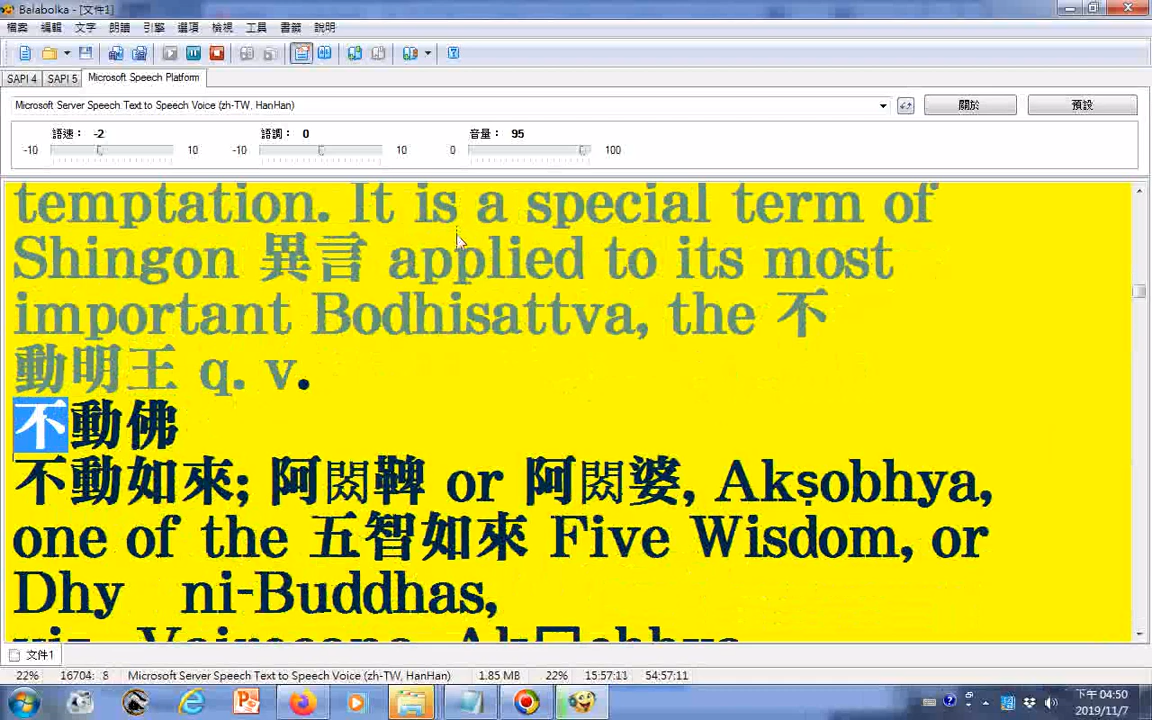 Balabolka - [文件1]
檔案 編輯 文字 朗讀 引擎 選項 檢視 工具 書籤 說明
SAPI 4 SAPI 5 Microsoft Speech Platform
Microsoft Server Speech Text to Speech Voice (zh-TW, HanHan) 關於 預設
語速： -2 語調： 0 音量： 95
-10 10 -10 10 0 100
temptation. It is a special term of
Shingon 異言 applied to its most
important Bodhisattva, the 不
動明王 q. v.
不動佛
不動如來; 阿閦鞞 or 阿閦婆, Akṣobhya,
one of the 五智如來 Five Wisdom, or
Dhy ni-Buddhas,
viz., Vairocana, Ak□obhya,
文件1
22% 16704: 8 Microsoft Server Speech Text to Speech Voice (zh-TW, HanHan) 1.85 MB 22% 15:57:11 54:57:11
下午 04:50
2019/11/7